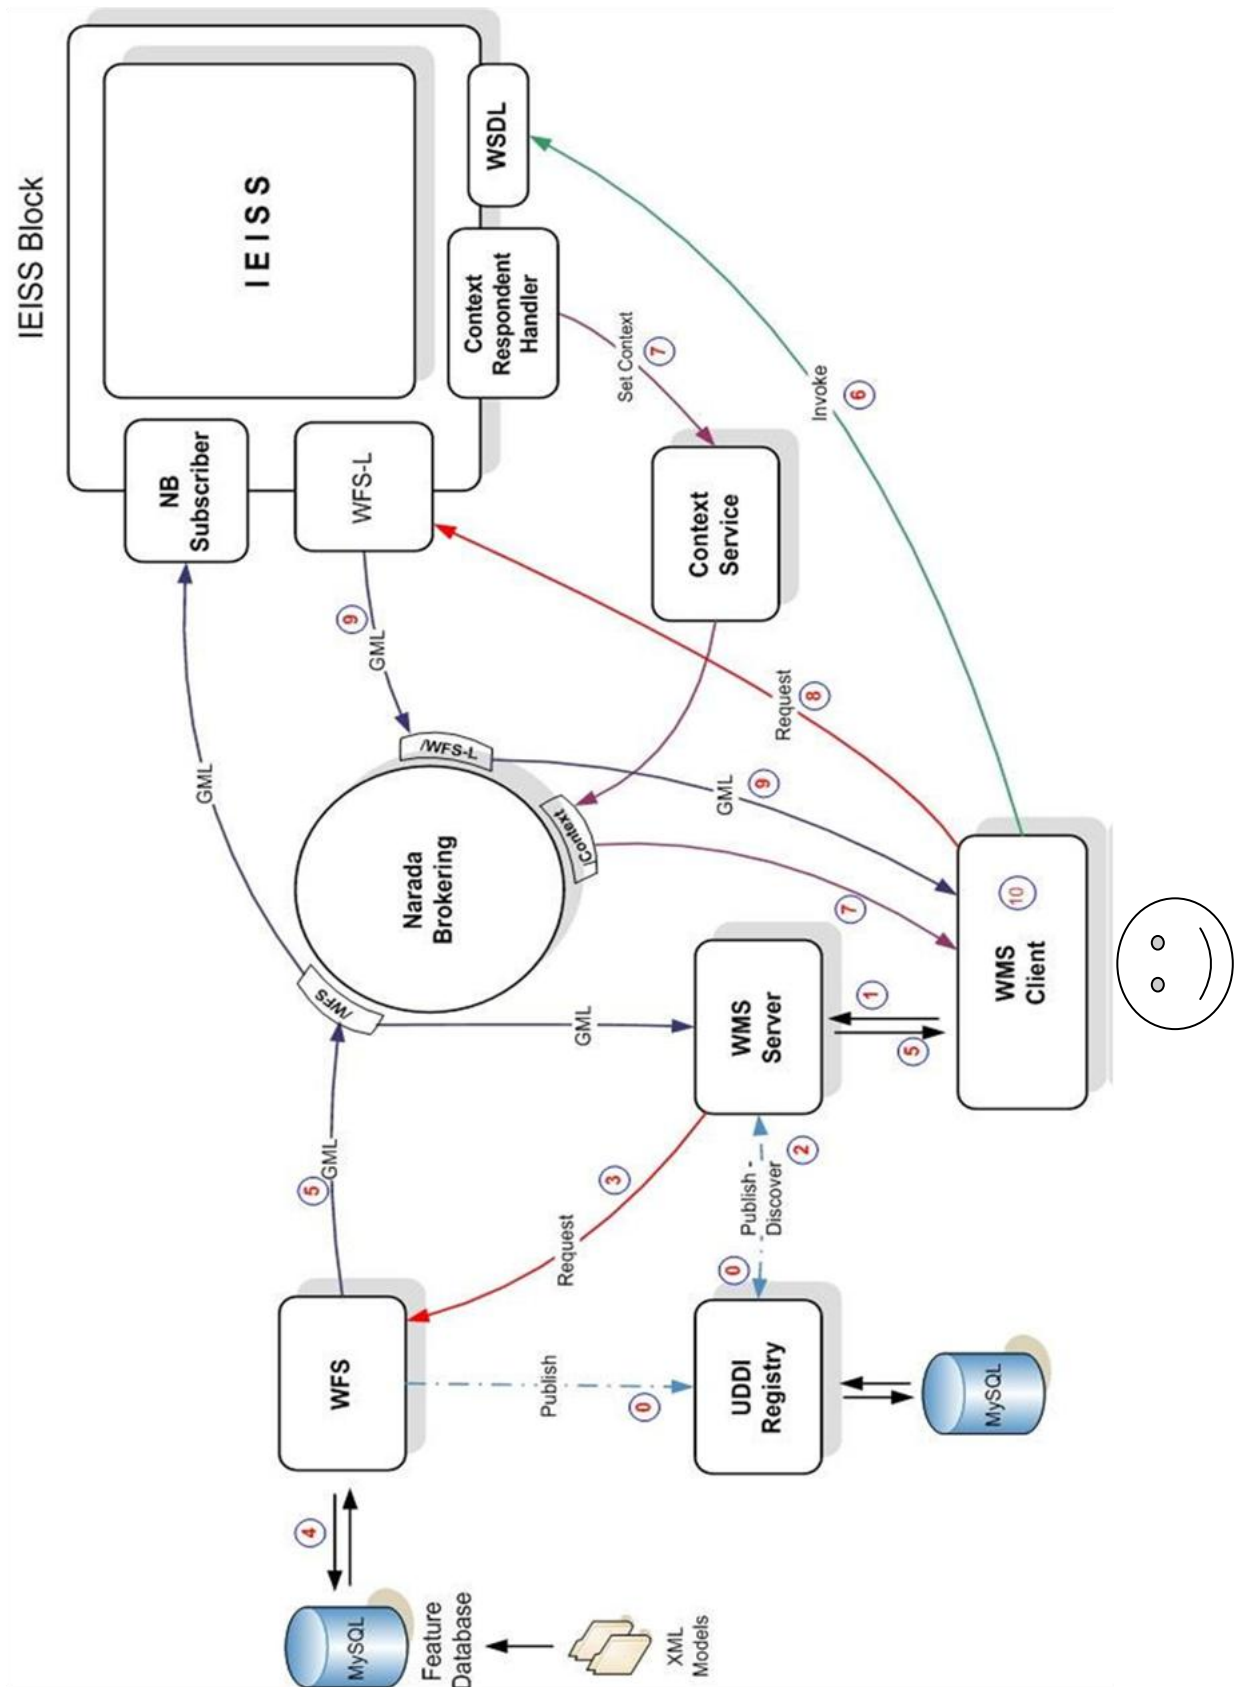 IEISS Block
IEISS
NB
Subscriber
GML
WFS-L
9
GML
WSDL
Context
Respondent
Handler
Set Context
7
Context
Service
Invoke
6
Request
8
/WFS-L
GML
9
Narada
Brokering
/Context
7
/WFS
GML
5
GML
WFS
4
MySQL
Feature
Database
XML
Models
Request
3
Publish
0
UDDI
Registry
MySQL
0
Publish -
Discover
2
WMS
Server
1
5
WMS
Client
10